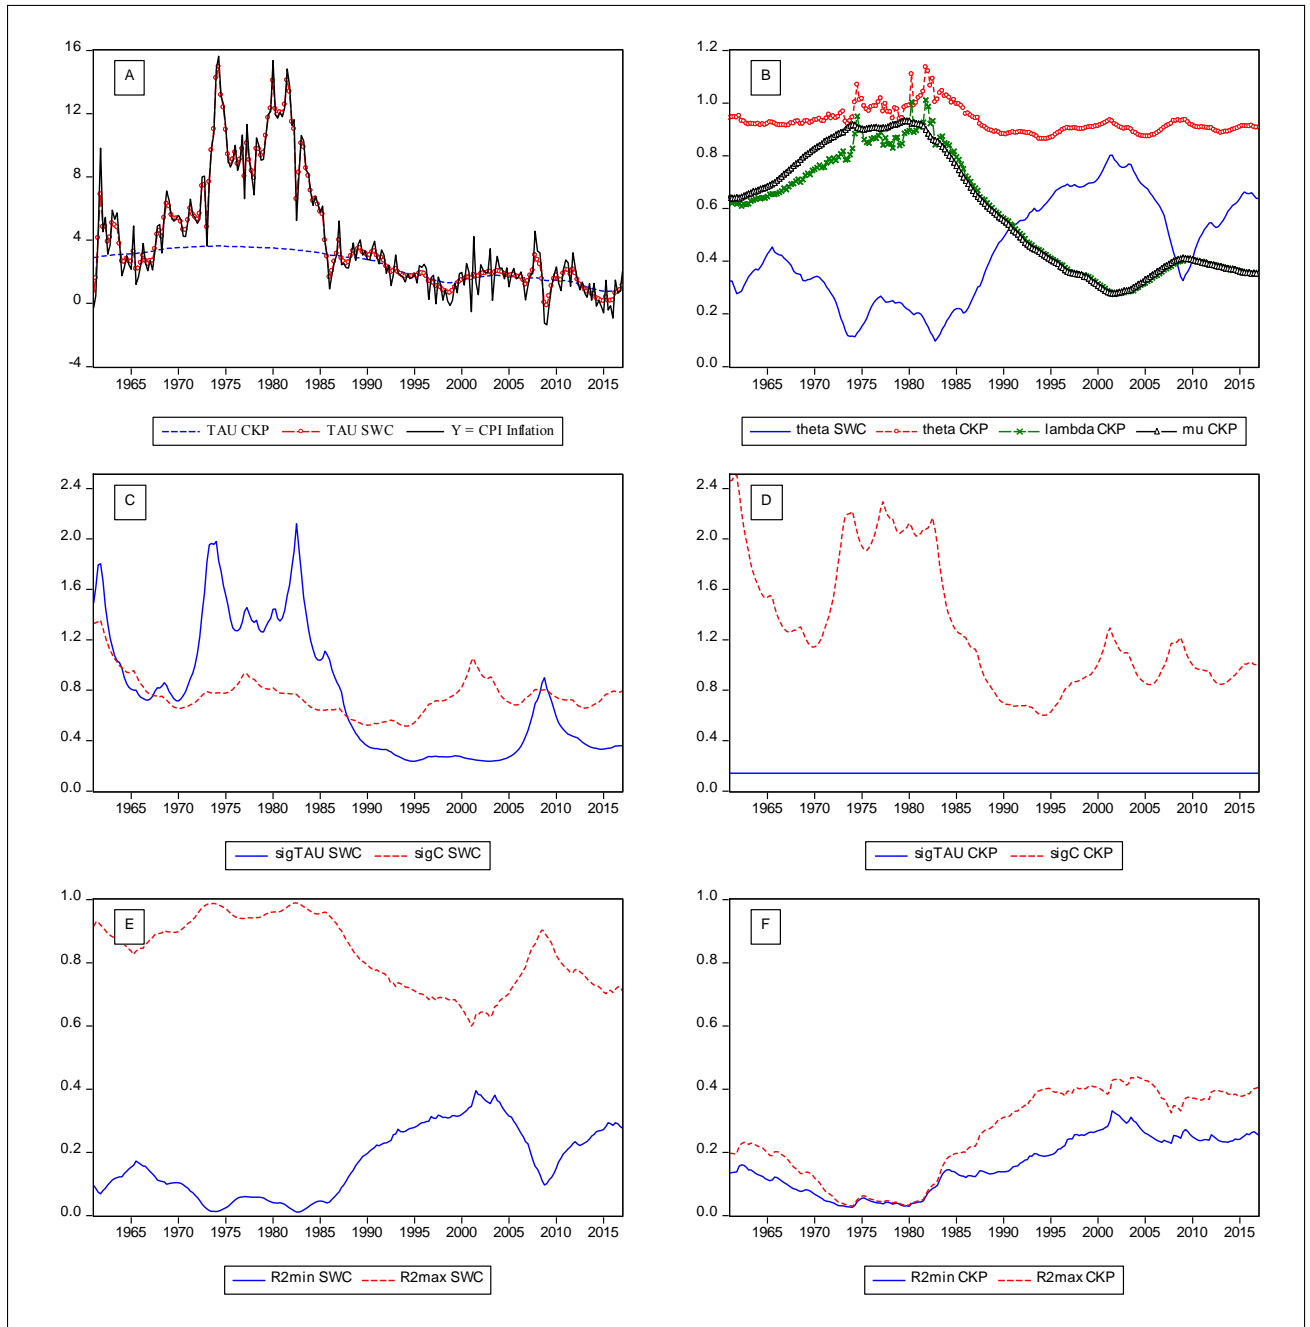 A
16
12
8
4
0
-4
1965 1970 1975 1980 1985 1990 1995 2000 2005 2010 2015
TAU CKP TAU SWC Y = CPI Inflation
B
1.2
1.0
0.8
0.6
0.4
0.2
0.0
1965 1970 1975 1980 1985 1990 1995 2000 2005 2010 2015
theta SWC theta CKP lambda CKP mu CKP
C
2.4
2.0
1.6
1.2
0.8
0.4
0.0
1965 1970 1975 1980 1985 1990 1995 2000 2005 2010 2015
sigTAU SWC sigC SWC
D
2.4
2.0
1.6
1.2
0.8
0.4
0.0
1965 1970 1975 1980 1985 1990 1995 2000 2005 2010 2015
sigTAU CKP sigC CKP
E
1.0
0.8
0.6
0.4
0.2
0.0
1965 1970 1975 1980 1985 1990 1995 2000 2005 2010 2015
R2min SWC R2max SWC
F
1.0
0.8
0.6
0.4
0.2
0.0
1965 1970 1975 1980 1985 1990 1995 2000 2005 2010 2015
R2min CKP R2max CKP